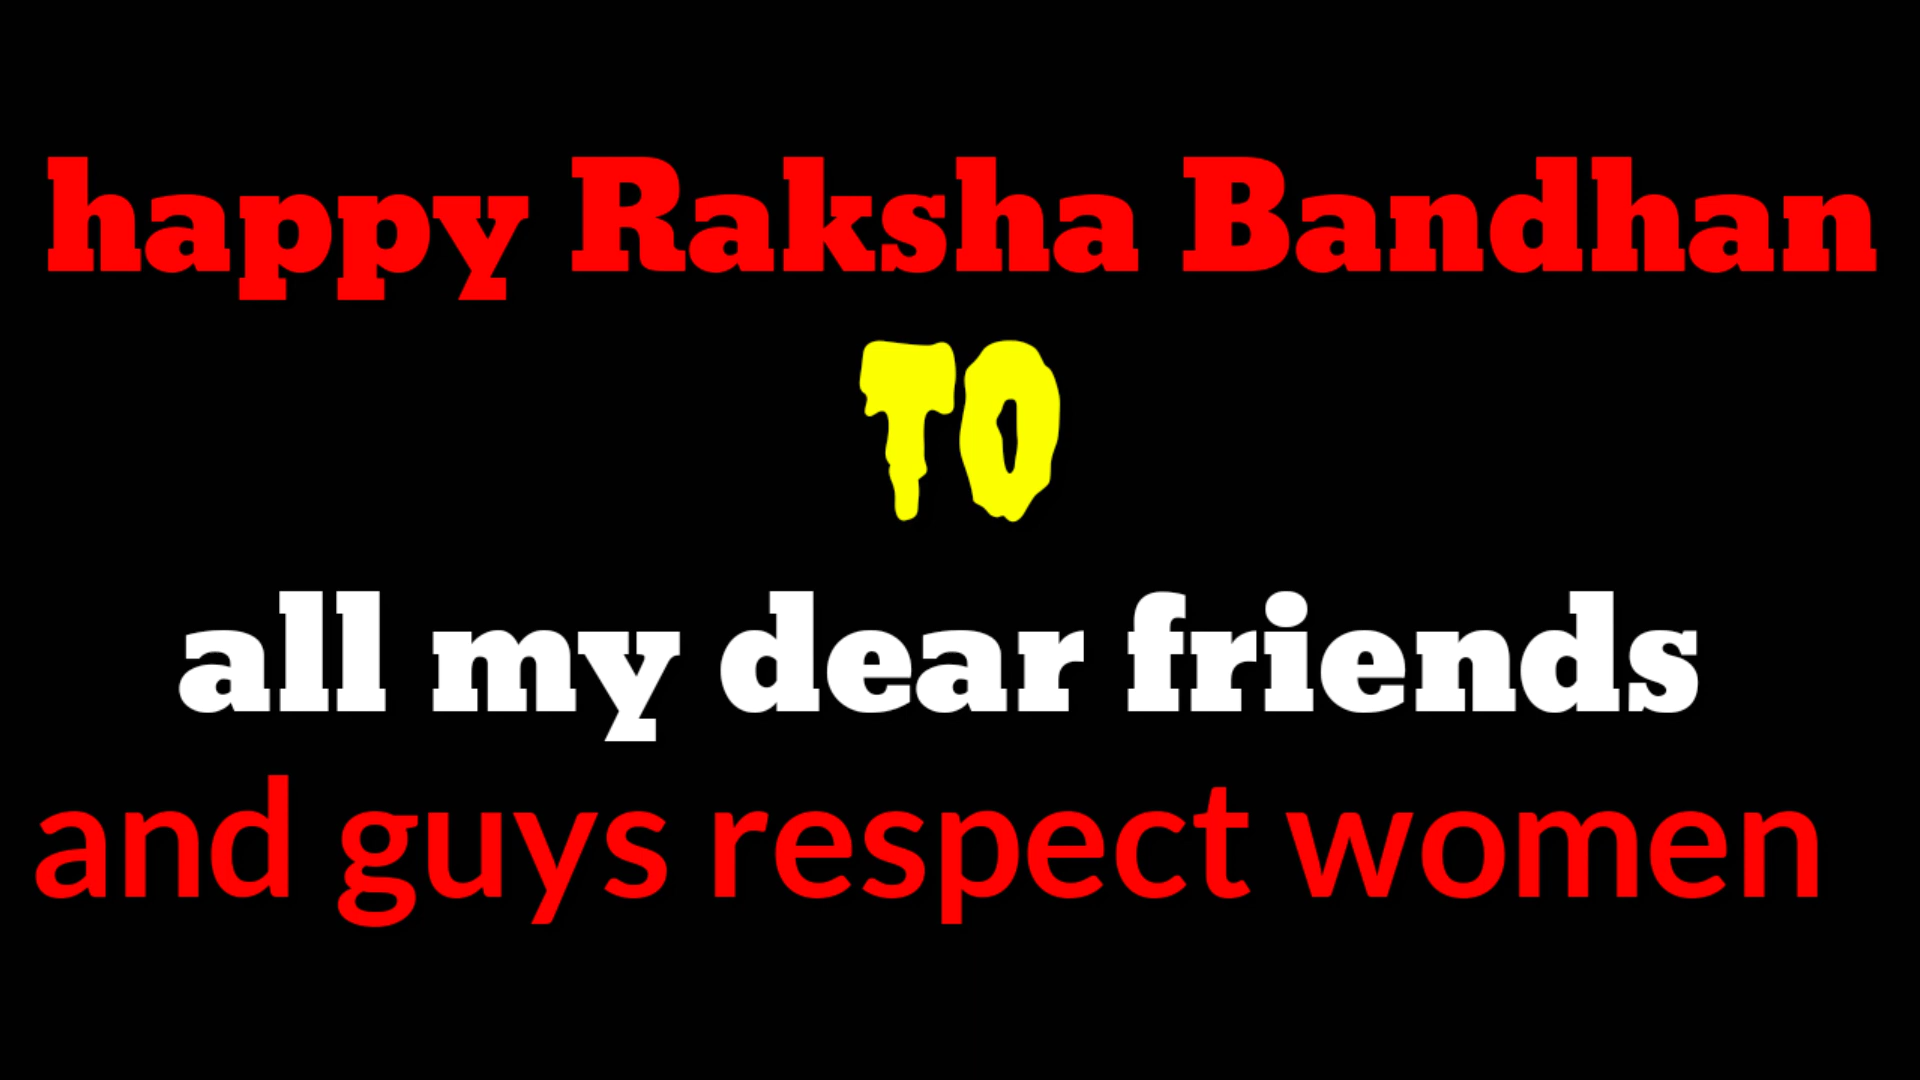 happy Raksha Bandhan
TO
all my dear friends
and guys respect women